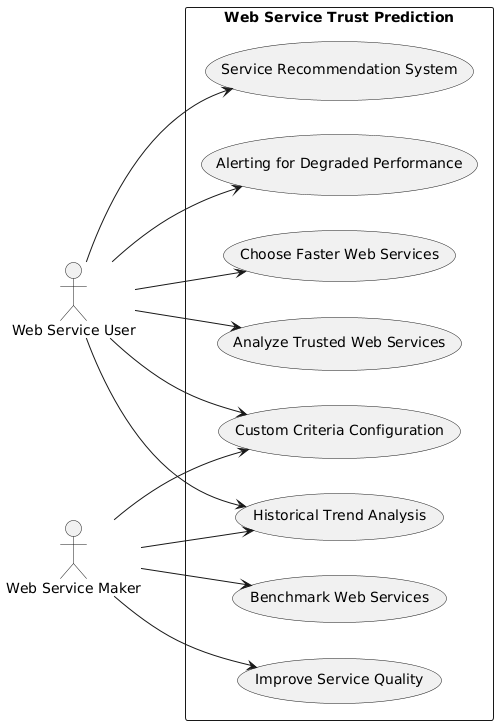 Web Service Trust Prediction
Service Recommendation System
Alerting for Degraded Performance
Choose Faster Web Services
Web Service User
Analyze Trusted Web Services
Custom Criteria Configuration
Historical Trend Analysis
Web Service Maker
Benchmark Web Services
Improve Service Quality